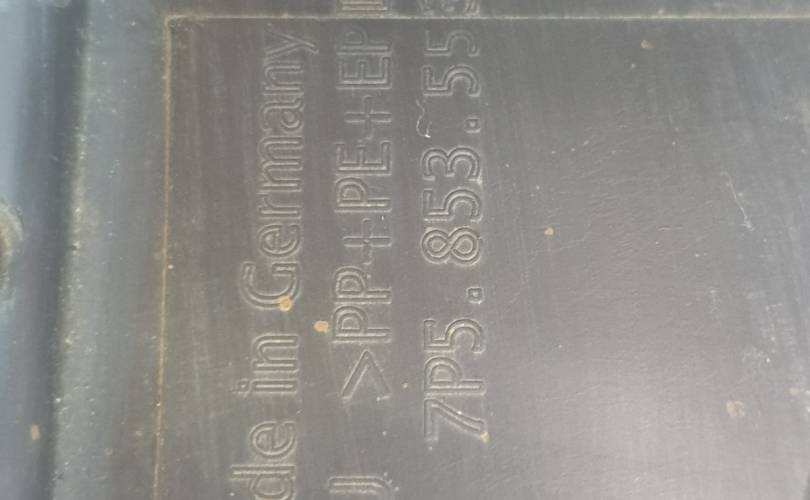 de in Germany
>PP+PE+EP
7P5.853.55